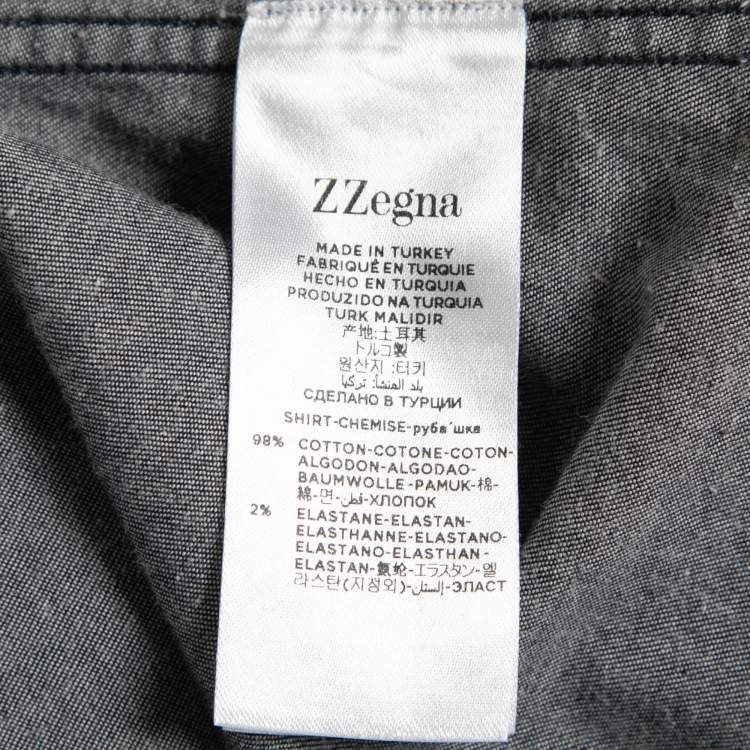 ZZegna
MADE IN TURKEY
FABRIQUÉ EN TURQUIE
HECHO EN TURQUIA
PRODUZIDO NA TURQUIA
TURK MALIDIR
产地:土耳其
トルコ製
원산지 :터키
بلد المنشأ: تركيا
СДЕЛАНО В ТУРЦИИ
SHIRT-CHEMISE-руба´шка
98% COTTON-COTONE-COTON-
ALGODON-ALGODAO-
BAUMWOLLE-PAMUK-棉-
綿-면-قطن-ХЛОПОК
2% ELASTANE-ELASTAN-
ELASTHANNE-ELASTANO-
ELASTANO-ELASTHAN-
ELASTAN-氨纶-エラスタン-엘
라스탄(지정외)-إلستان-ЭЛАСТ